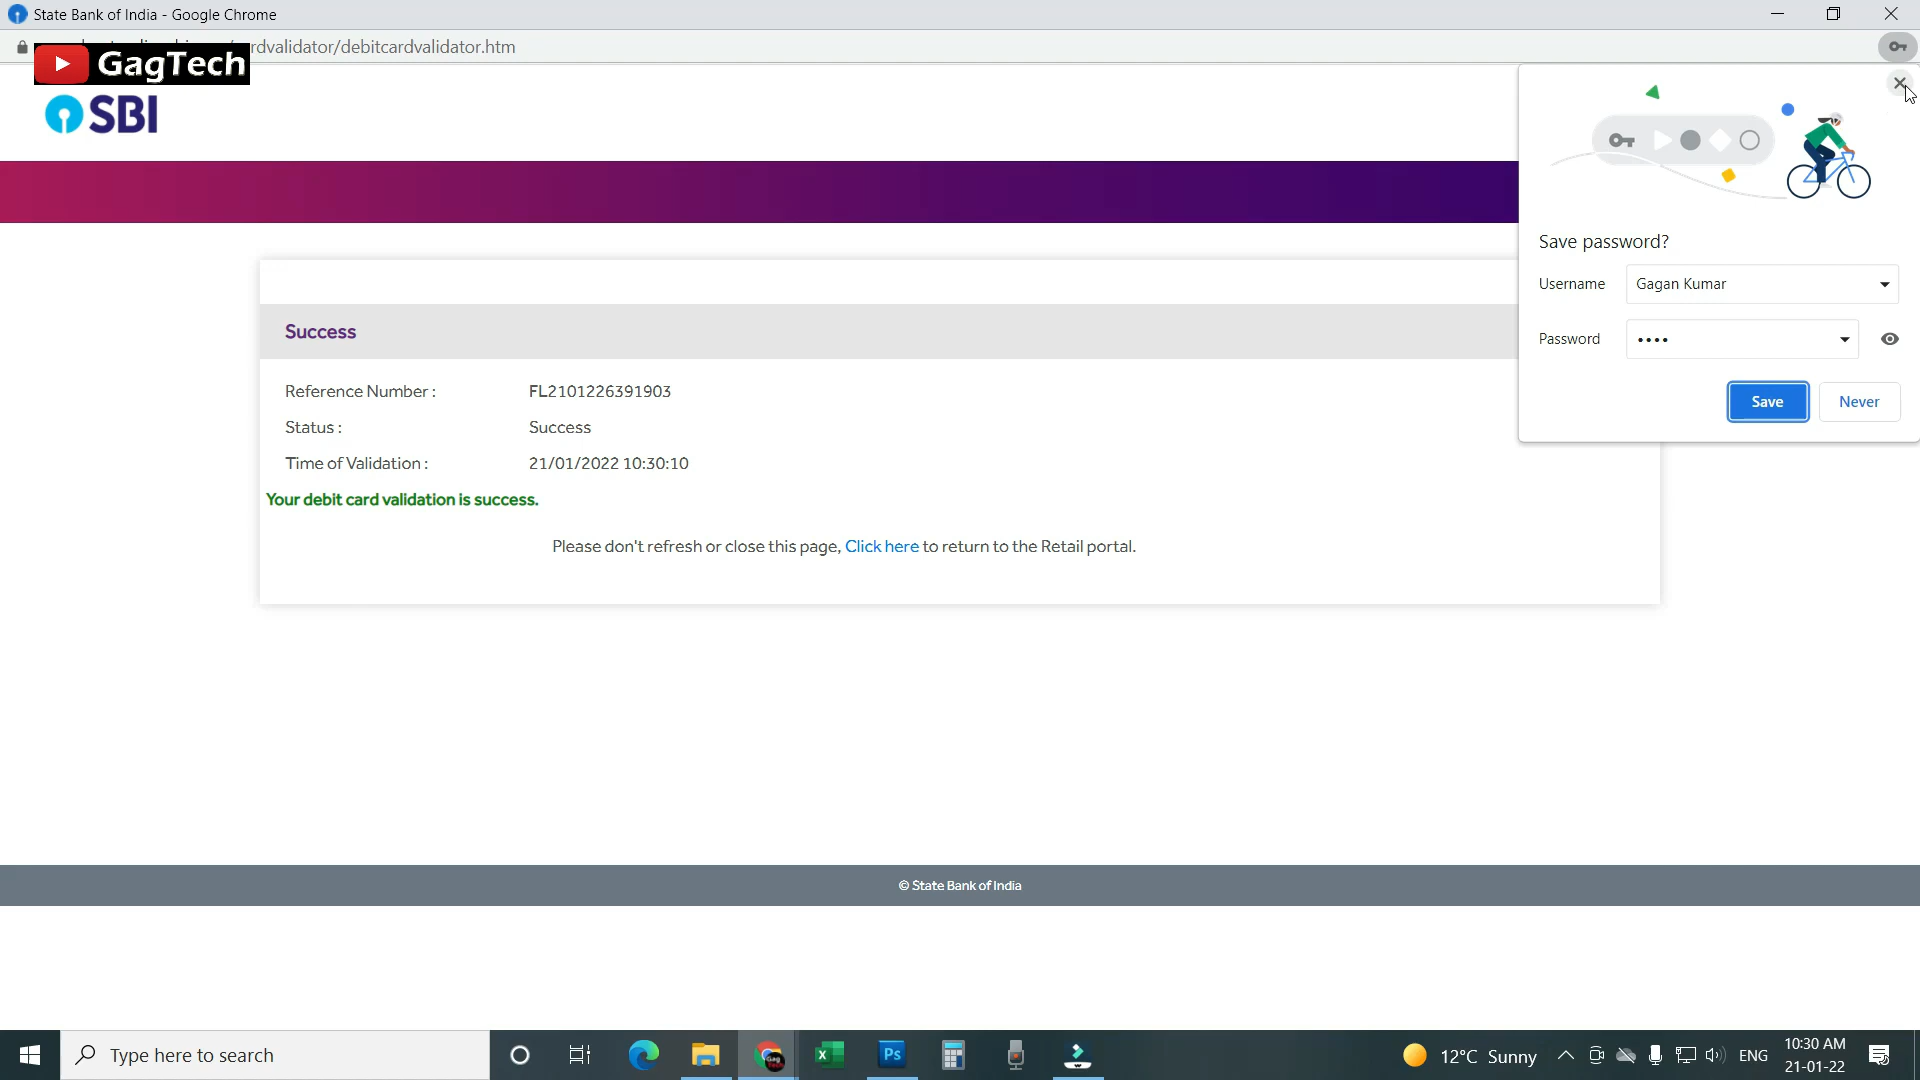 State Bank of India - Google Chrome
rdvalidator/debitcardvalidator.htm
GagTech
SBI
Save password?
Username Gagan Kumar
Password ••••
Save Never
Success
Reference Number : FL2101226391903
Status : Success
Time of Validation : 21/01/2022 10:30:10
Your debit card validation is success.
Please don't refresh or close this page, Click here to return to the Retail portal.
© State Bank of India
Type here to search
Ps
12°C Sunny
ENG
10:30 AM
21-01-22